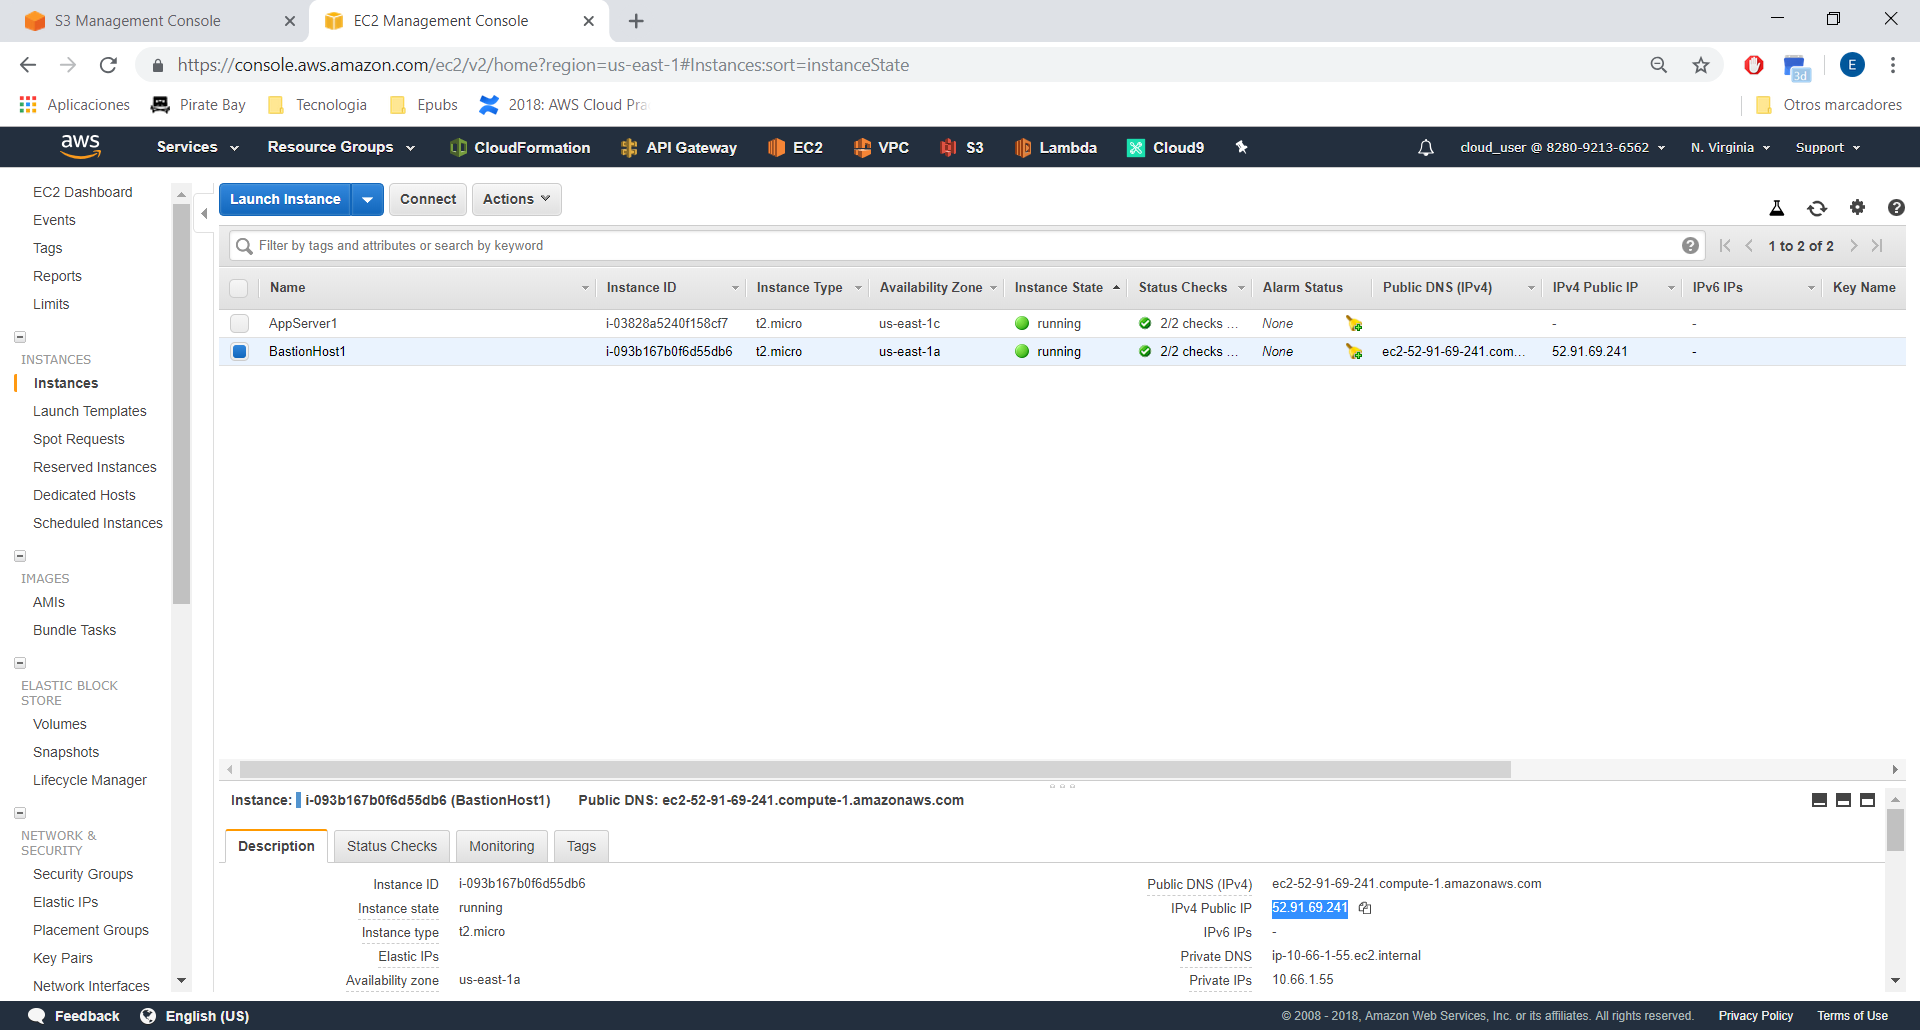 S3 Management Console
EC2 Management Console
https://console.aws.amazon.com/ec2/v2/home?region=us-east-1#Instances:sort=instanceState
3d
E
Aplicaciones
Pirate Bay
Tecnologia
Epubs
2018: AWS Cloud Pra
Otros marcadores
aws
Services
Resource Groups
CloudFormation
API Gateway
EC2
VPC
S3
Lambda
Cloud9
cloud_user @ 8280-9213-6562
N. Virginia
Support
EC2 Dashboard
Events
Tags
Reports
Limits
INSTANCES
Instances
Launch Templates
Spot Requests
Reserved Instances
Dedicated Hosts
Scheduled Instances
IMAGES
AMIs
Bundle Tasks
ELASTIC BLOCK
STORE
Volumes
Snapshots
Lifecycle Manager
NETWORK &
SECURITY
Security Groups
Elastic IPs
Placement Groups
Key Pairs
Network Interfaces
Launch Instance
Connect
Actions
Filter by tags and attributes or search by keyword
1 to 2 of 2
Name Instance ID Instance Type Availability Zone Instance State Status Checks Alarm Status Public DNS (IPv4) IPv4 Public IP IPv6 IPs Key Name
AppServer1 i-03828a5240f158cf7 t2.micro us-east-1c running 2/2 checks ... None - -
BastionHost1 i-093b167b0f6d55db6 t2.micro us-east-1a running 2/2 checks ... None ec2-52-91-69-241.com... 52.91.69.241 -
Instance: i-093b167b0f6d55db6 (BastionHost1) Public DNS: ec2-52-91-69-241.compute-1.amazonaws.com
Description
Status Checks
Monitoring
Tags
Instance ID i-093b167b0f6d55db6
Instance state running
Instance type t2.micro
Elastic IPs
Availability zone us-east-1a
Public DNS (IPv4) ec2-52-91-69-241.compute-1.amazonaws.com
IPv4 Public IP 52.91.69.241
IPv6 IPs -
Private DNS ip-10-66-1-55.ec2.internal
Private IPs 10.66.1.55
Feedback
English (US)
© 2008 - 2018, Amazon Web Services, Inc. or its affiliates. All rights reserved.
Privacy Policy
Terms of Use